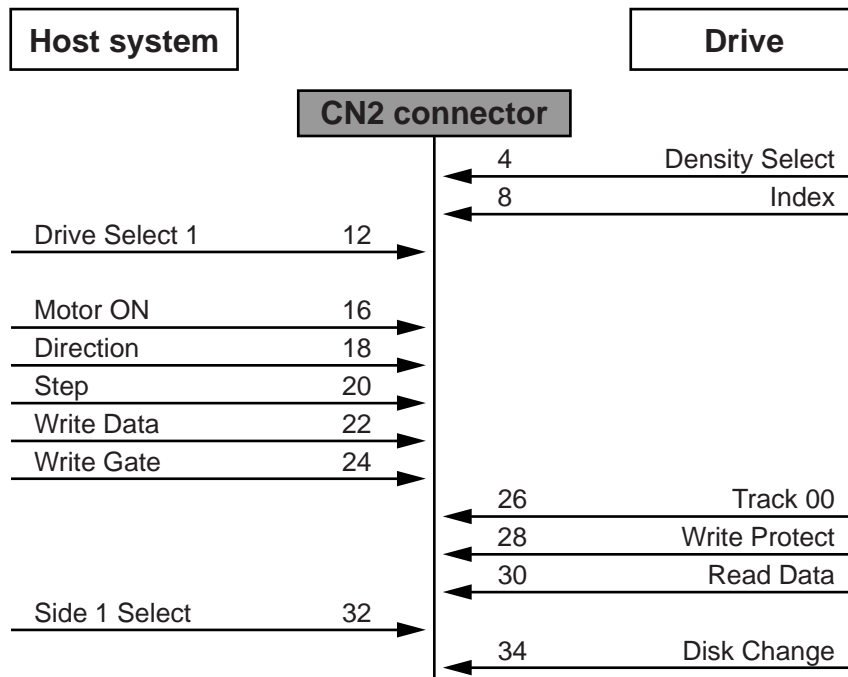 Host system
Drive
CN2 connector
4 Density Select
8 Index
Drive Select 1 12
Motor ON 16
Direction 18
Step 20
Write Data 22
Write Gate 24
26 Track 00
28 Write Protect
30 Read Data
Side 1 Select 32
34 Disk Change